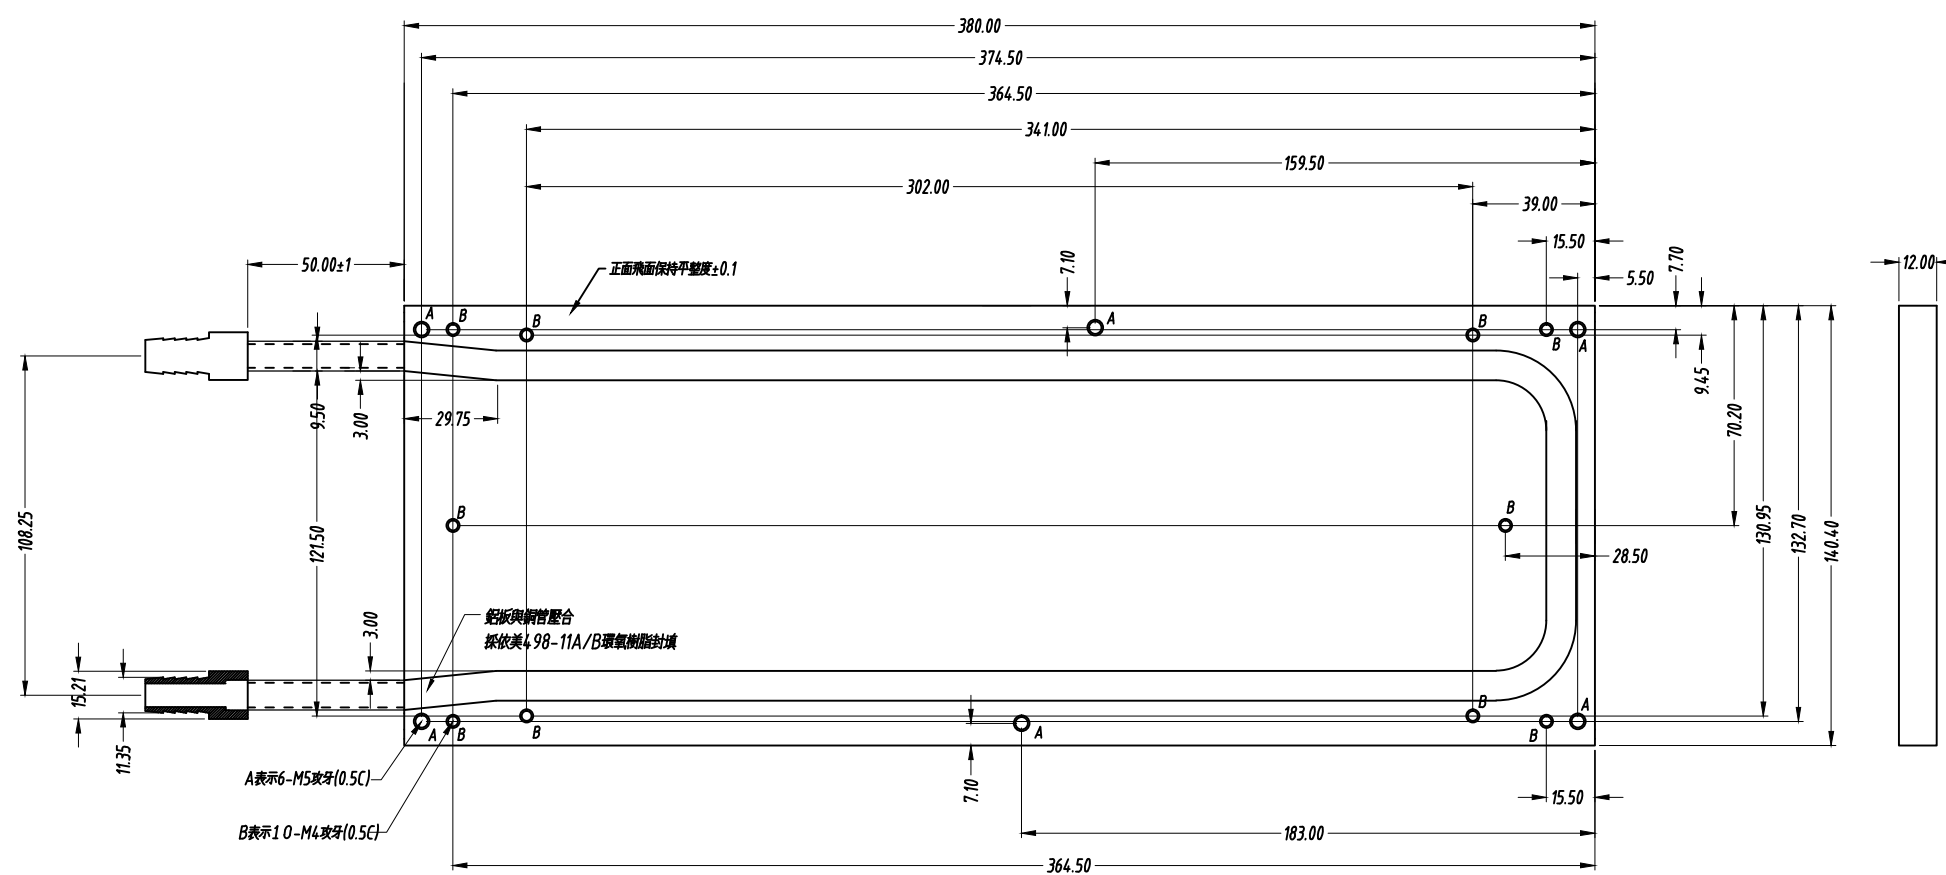 380.00
374.50
364.50
341.00
159.50
302.00
39.00
15.50
7.10
7.70
50.00±1
正面飛面保持平整度±0.1
5.50
12.00
A
B
B
A
B
B
A
9.45
9.50
3.00
29.75
70.20
B
B
108.25
121.50
130.95
132.70
140.40
28.50
鋁板與銅管壓合
採依美498-11A/B環氧樹脂封填
3.00
15.21
11.35
A
B
B
A
B
B
A
A表示6-M5攻牙(0.5C)
7.10
15.50
B表示10-M4攻牙(0.5C)
183.00
364.50